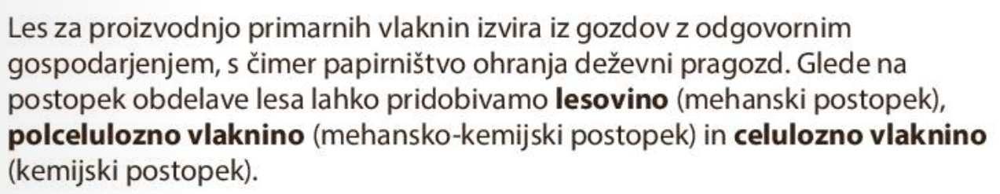 Les za proizvodnjo primarnih vlaknin izvira iz gozdov z odgovornim
gospodarjenjem, s čimer papirništvo ohranja deževni pragozd. Glede na
postopek obdelave lesa lahko pridobivamo lesovino (mehanski postopek),
polcelulozno vlaknino (mehansko-kemijski postopek) in celulozno vlaknino
(kemijski postopek).